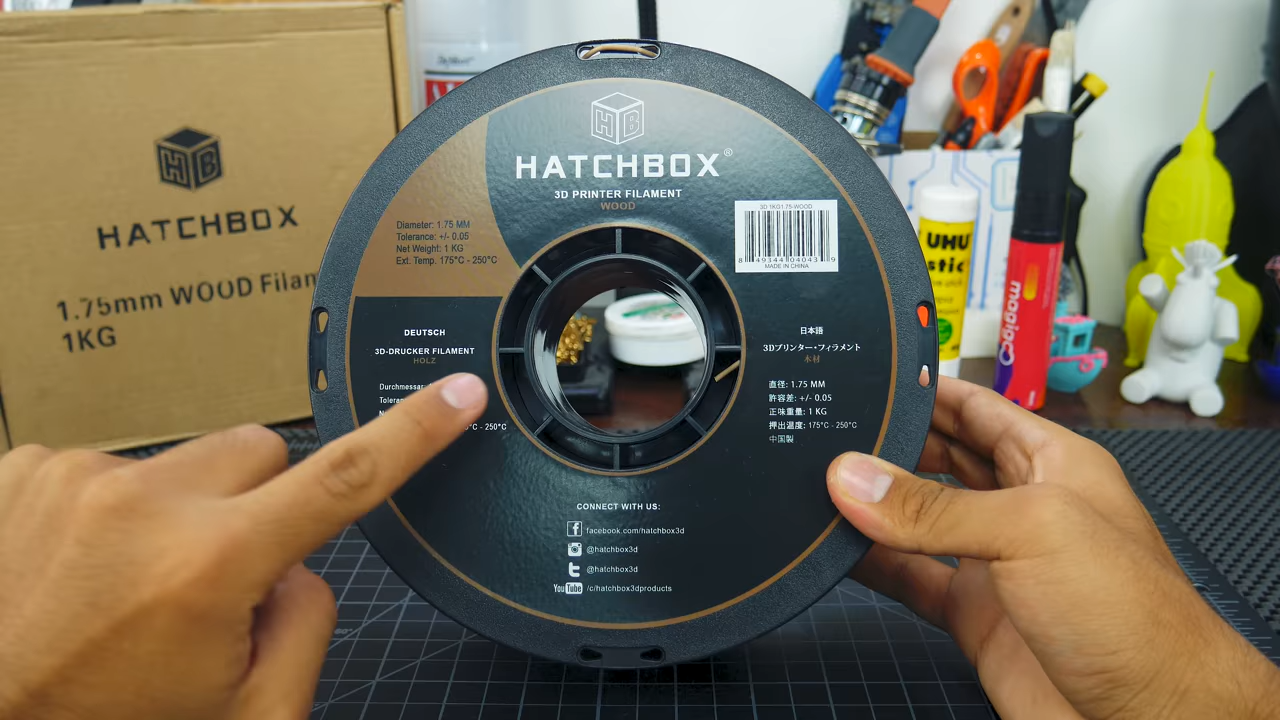 HB
HATCHBOX
1.75mm WOOD Filam
1KG
HB
HATCHBOX®
3D PRINTER FILAMENT
WOOD
Diameter: 1.75 MM
Tolerance: +/- 0.05
Net Weight: 1 KG
Ext. Temp. 175°C - 250°C
3D 1KG1.75-WOOD
8 49344 04043 9
MADE IN CHINA
DEUTSCH
3D-DRUCKER FILAMENT
HOLZ
Durchmessar:
Toleran
°C - 250°C
日本語
3Dプリンター・フィラメント
木材
直径: 1.75 MM
許容差: +/- 0.05
正味重量: 1 KG
押出温度: 175°C - 250°C
中国製
CONNECT WITH US:
facebook.com/hatchbox3d
@hatchbox3d
@hatchbox3d
YouTube /c/hatchbox3dproducts
UHU
stic
magigoo